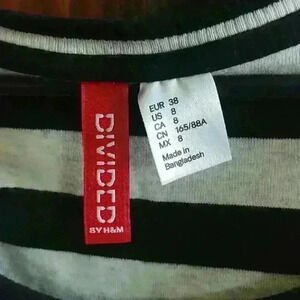 DIVIDED
BY H&M
EUR 38
US 8
CA 8
CN 165/88A
MX 8
Made in
Bangladesh